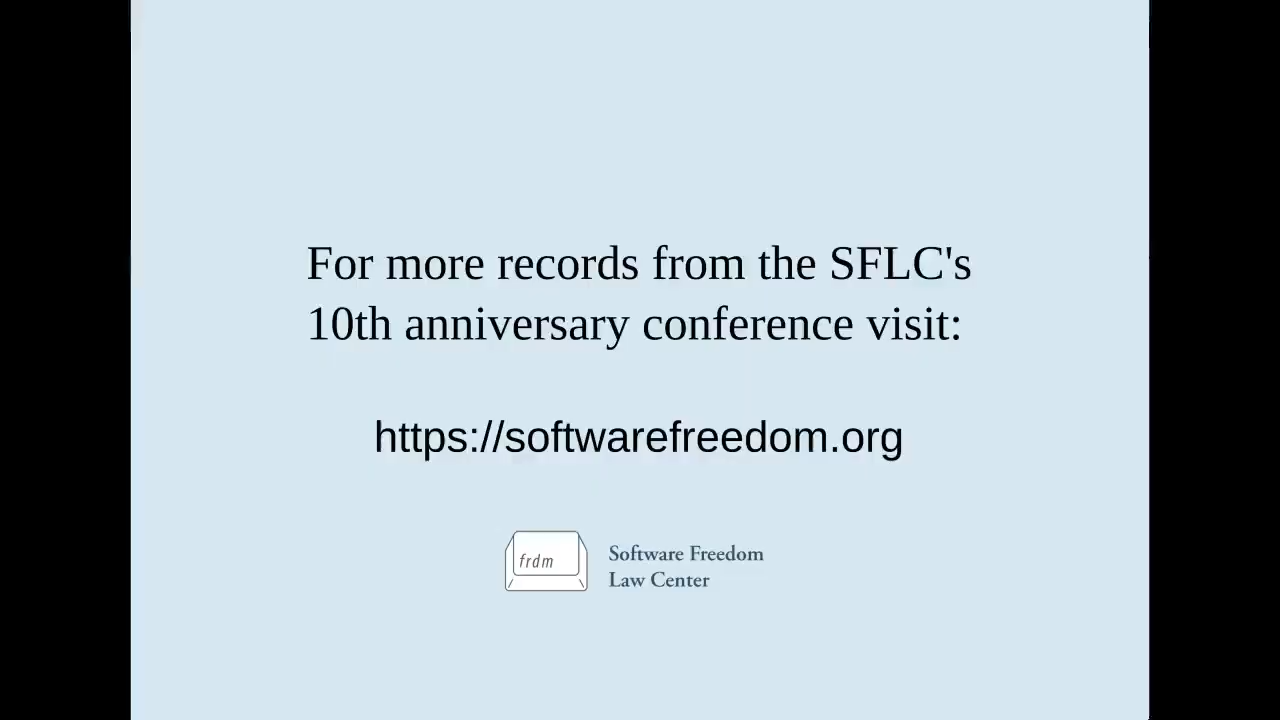 For more records from the SFLC's
10th anniversary conference visit:
https://softwarefreedom.org
frdm
Software Freedom
Law Center